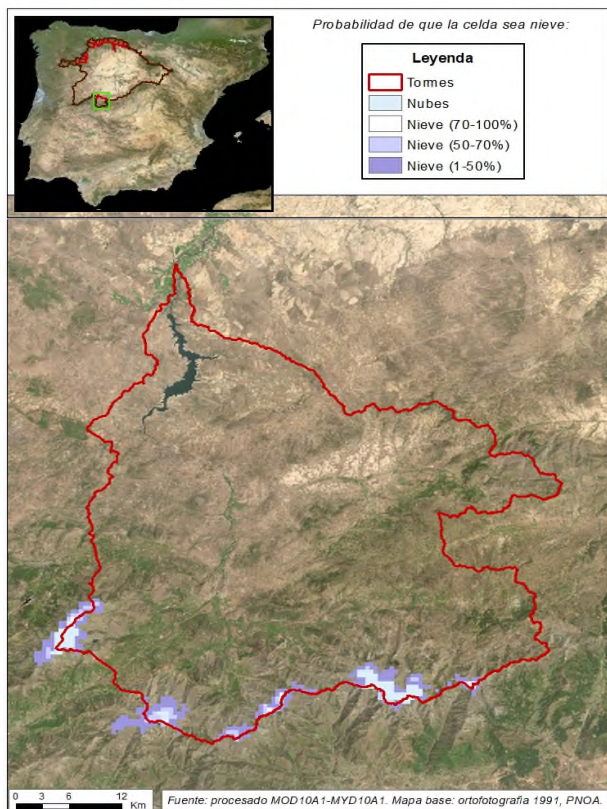 Probabilidad de que la celda sea nieve:
Leyenda
Tormes
Nubes
Nieve (70-100%)
Nieve (50-70%)
Nieve (1-50%)
0 3 6 12
Km
Fuente: procesado MOD10A1-MYD10A1. Mapa base: ortofotografia 1991, PNOA